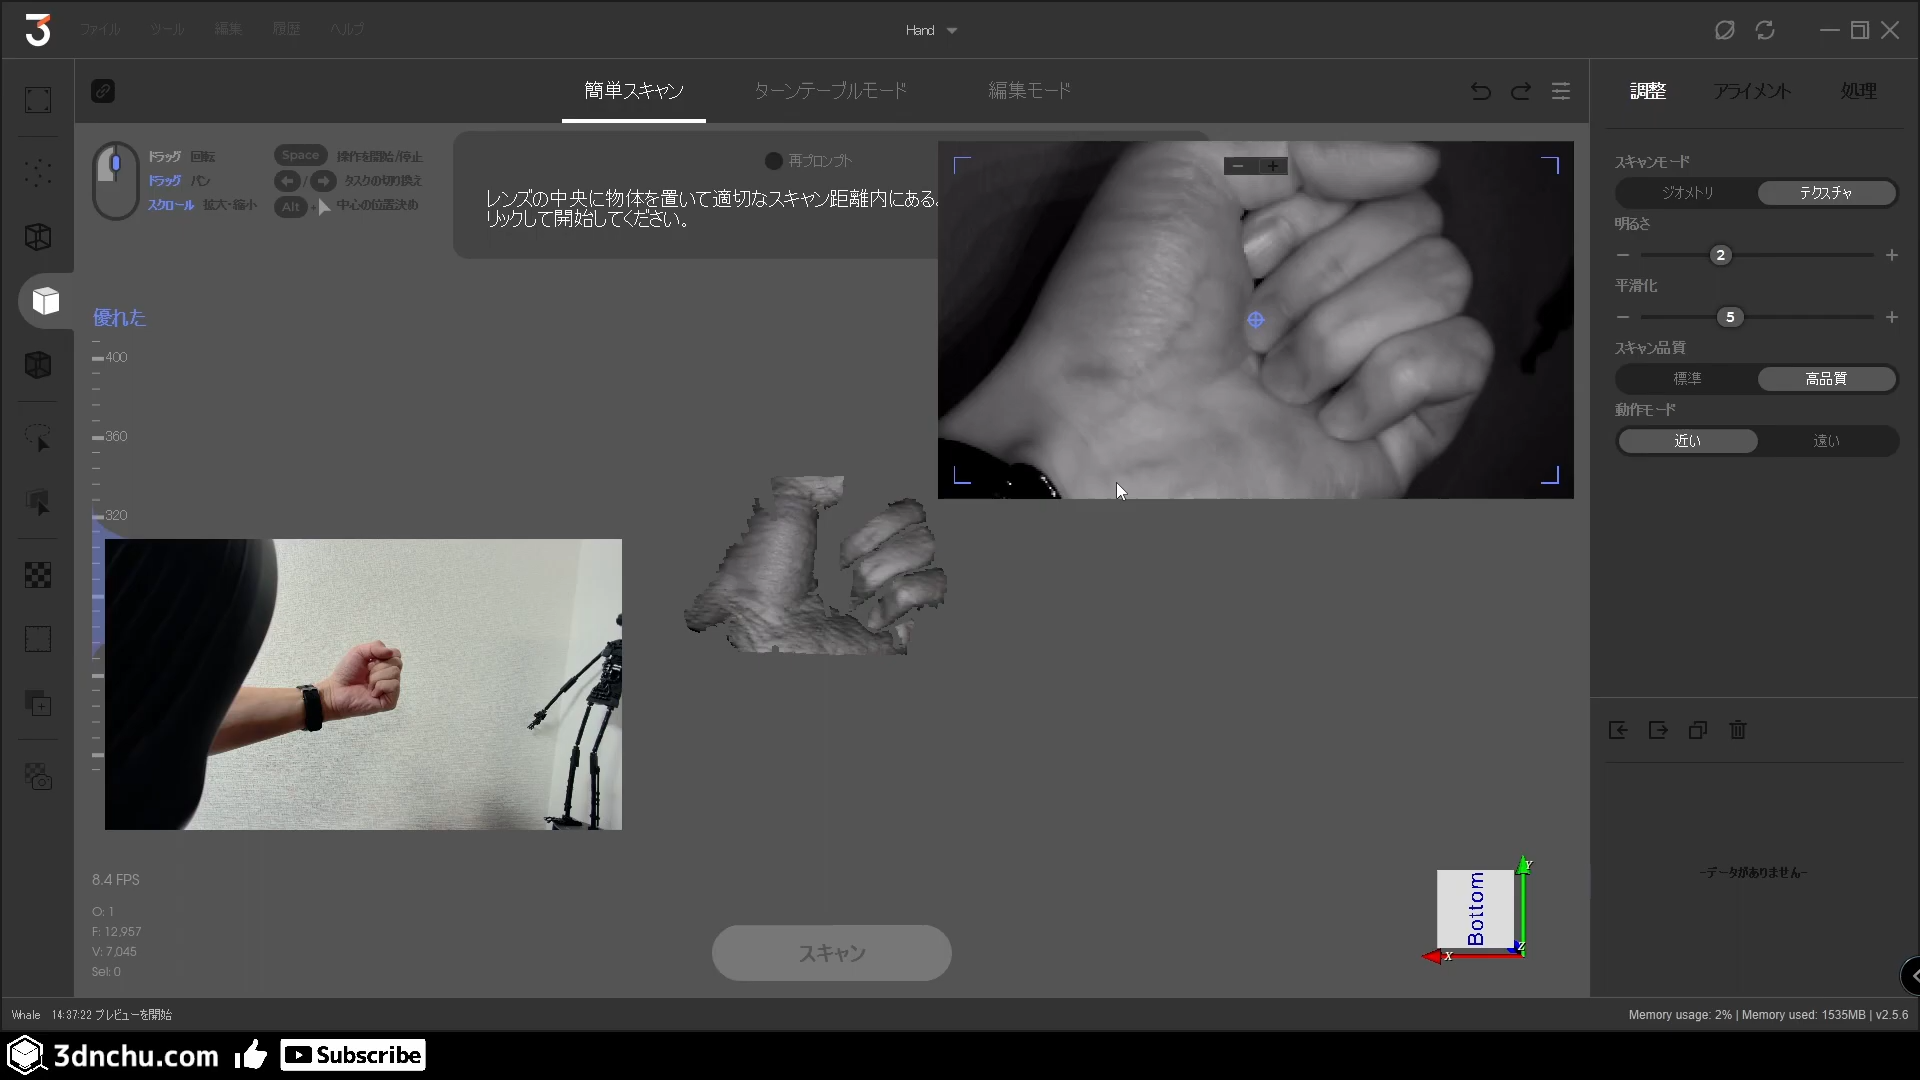 ファイル ツール 編集 履歴 ヘルプ
Hand
簡単スキャン ターンテーブルモード 編集モード
調整 アライメント 処理
ドラッグ 回転 Space 操作を開始/停止
ドラッグ パン / タスクの切り換え
スクロール 拡大・縮小 Alt + 中心の位置決め
再プロンプト
レンズの中央に物体を置いて適切なスキャン距離内にある
リックして開始してください。
スキャンモード
ジオメトリ テクスチャ
明るさ
2
平滑化
5
スキャン品質
標準 高品質
動作モード
近い 遠い
優れた
400
360
320
8.4 FPS
O: 1
F: 12,957
V: 7,045
Sel: 0
スキャン
Bottom
Y
Z
X
-データがありません-
Whale 14:37:22 プレビューを開始
Memory usage: 2% | Memory used: 1535MB | v2.5.6
3dnchu.com Subscribe